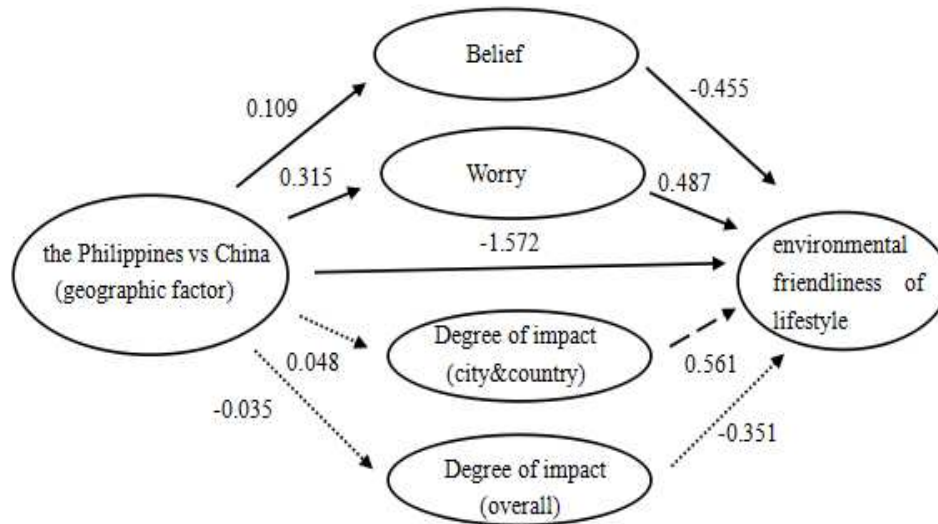 Belief
-0.455
0.109
Worry
0.315
0.487
-1.572
the Philippines vs China
(geographic factor)
environmental
friendliness of
lifestyle
Degree of impact
(city&country)
0.048
0.561
-0.035
-0.351
Degree of impact
(overall)